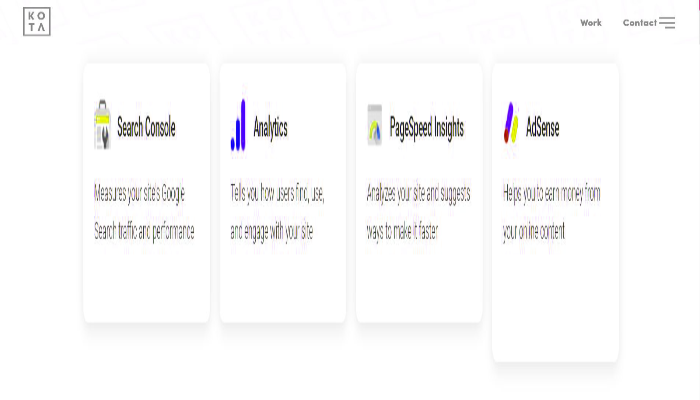 KO
TA
Work
Contact
Search Console
Measures your site's Google
Search traffic and performance
Analytics
Tells you how users find, use,
and engage with your site
PageSpeed Insights
Analyzes your site and suggests
ways to make it faster
AdSense
Helps you to earn money from
your online content